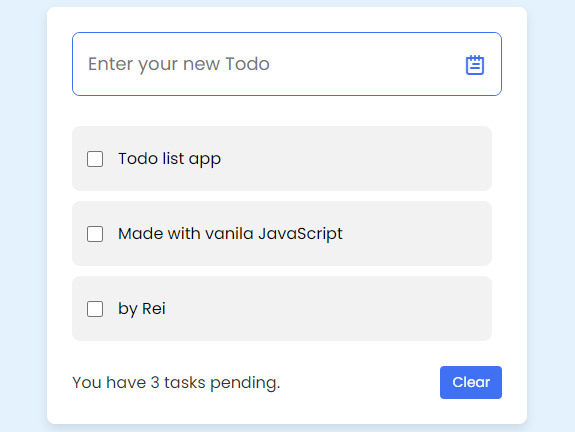 Enter your new Todo
Todo list app
Made with vanila JavaScript
by Rei
You have 3 tasks pending.
Clear